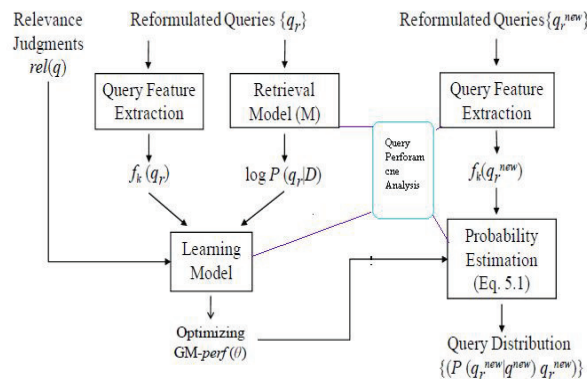 Relevance
Judgments
rel(q)
Reformulated Queries {q_r}
Query Feature
Extraction
f_k (q_r)
Retrieval
Model (M)
log P (q_r|D)
Learning
Model
Optimizing
GM-perf(θ)
Query
Perforam
cne
Analysis
Reformulated Queries{q_r^new}
Query Feature
Extraction
f_k(q_r^new)
Probability
Estimation
(Eq. 5.1)
Query Distribution
{(P (q_r^new|q^new) q_r^new)}